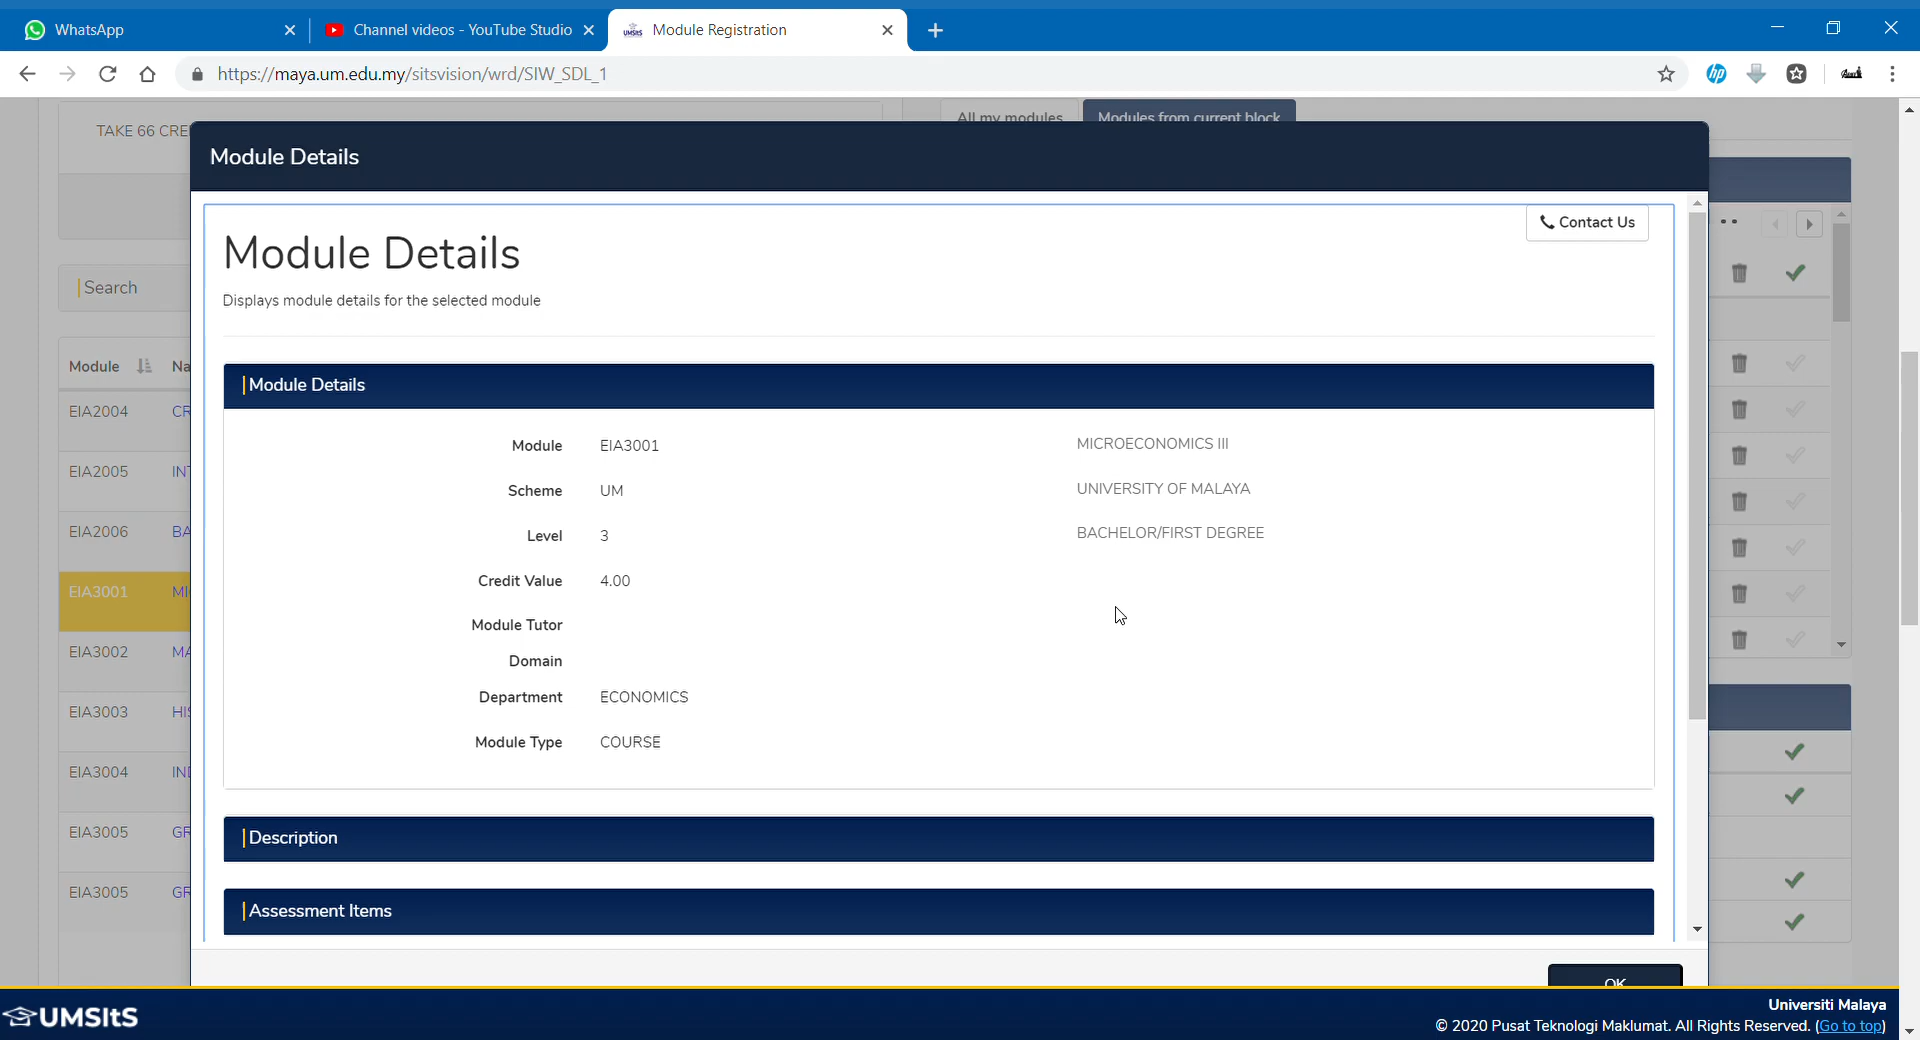 WhatsApp
Channel videos - YouTube Studio
UMSItS
Module Registration
https://maya.um.edu.my/sitsvision/wrd/SIW_SDL_1
hp
TAKE 66 CRE
All my modules
Modules from current block
Module Details
Contact Us
Module Details
Displays module details for the selected module
Search
Module Details
Module Na
Module EIA3001 MICROECONOMICS III
EIA2004 CR
Scheme UM UNIVERSITY OF MALAYA
EIA2005 INT
Level 3 BACHELOR/FIRST DEGREE
EIA2006 BA
Credit Value 4.00
EIA3001 MI
Module Tutor
EIA3002 MA
Domain
Department ECONOMICS
EIA3003 HIS
Module Type COURSE
EIA3004 IND
EIA3005 GR
Description
EIA3005 GR
Assessment Items
OK
UMSItS
Universiti Malaya
© 2020 Pusat Teknologi Maklumat. All Rights Reserved. (Go to top)